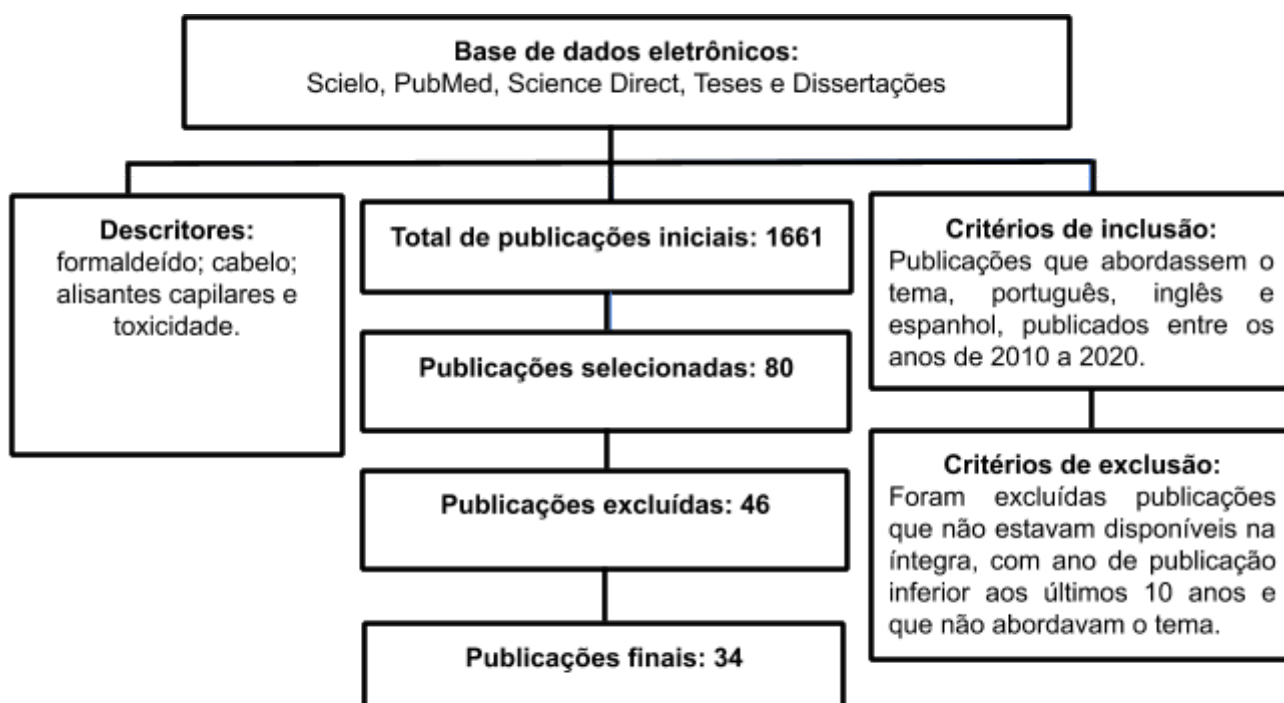 Base de dados eletrônicos:
Scielo, PubMed, Science Direct, Teses e Dissertações
Descritores:
formaldeído; cabelo;
alisantes capilares e
toxicidade.
Total de publicações iniciais: 1661
Publicações selecionadas: 80
Publicações excluídas: 46
Publicações finais: 34
Critérios de inclusão:
Publicações que abordassem o
tema, português, inglês e
espanhol, publicados entre os
anos de 2010 a 2020.
Critérios de exclusão:
Foram excluídas publicações
que não estavam disponíveis na
íntegra, com ano de publicação
inferior aos últimos 10 anos e
que não abordavam o tema.